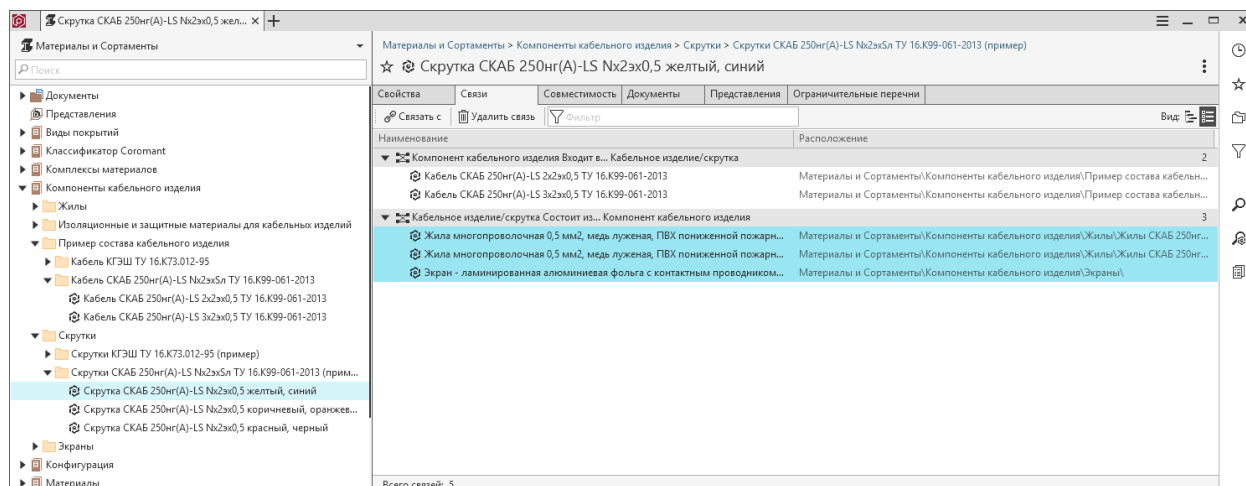 Скрутка СКАБ 250нг(А)-LS Nx2эх0,5 жел...
Материалы и Сортаменты
Поиск
Документы
Представления
Виды покрытий
Классификатор Coromant
Комплексы материалов
Компоненты кабельного изделия
Жилы
Изоляционные и защитные материалы для кабельных изделий
Пример состава кабельного изделия
Кабель КГЭШ ТУ 16.К73.012-95
Кабель СКАБ 250нг(А)-LS Nx2эхSл ТУ 16.К99-061-2013
Кабель СКАБ 250нг(А)-LS 2х2эх0,5 ТУ 16.К99-061-2013
Кабель СКАБ 250нг(А)-LS 3х2эх0,5 ТУ 16.К99-061-2013
Скрутки
Скрутки КГЭШ ТУ 16.К73.012-95 (пример)
Скрутки СКАБ 250нг(А)-LS Nx2эхSл ТУ 16.К99-061-2013 (прим...
Скрутка СКАБ 250нг(А)-LS Nx2эх0,5 желтый, синий
Скрутка СКАБ 250нг(А)-LS Nx2эх0,5 коричневый, оранжев...
Скрутка СКАБ 250нг(А)-LS Nx2эх0,5 красный, черный
Экраны
Конфигурация
Материалы
Материалы и Сортаменты > Компоненты кабельного изделия > Скрутки > Скрутки СКАБ 250нг(А)-LS Nx2эхSл ТУ 16.К99-061-2013 (пример)
Скрутка СКАБ 250нг(А)-LS Nx2эх0,5 желтый, синий
Свойства Связи Совместимость Документы Представления Ограничительные перечни
Связать с Удалить связь Фильтр Вид:
Наименование Расположение
Компонент кабельного изделия Входит в... Кабельное изделие/скрутка 2
Кабель СКАБ 250нг(А)-LS 2х2эх0,5 ТУ 16.К99-061-2013 Материалы и Сортаменты\Компоненты кабельного изделия\Пример состава кабельн...
Кабель СКАБ 250нг(А)-LS 3х2эх0,5 ТУ 16.К99-061-2013 Материалы и Сортаменты\Компоненты кабельного изделия\Пример состава кабельн...
Кабельное изделие/скрутка Состоит из... Компонент кабельного изделия 3
Жила многопроволочная 0,5 мм2, медь луженая, ПВХ пониженной пожарн... Материалы и Сортаменты\Компоненты кабельного изделия\Жилы\Жилы СКАБ 250нг...
Жила многопроволочная 0,5 мм2, медь луженая, ПВХ пониженной пожарн... Материалы и Сортаменты\Компоненты кабельного изделия\Жилы\Жилы СКАБ 250нг...
Экран - ламинированная алюминиевая фольга с контактным проводником... Материалы и Сортаменты\Компоненты кабельного изделия\Экраны\
Всего связей: 5